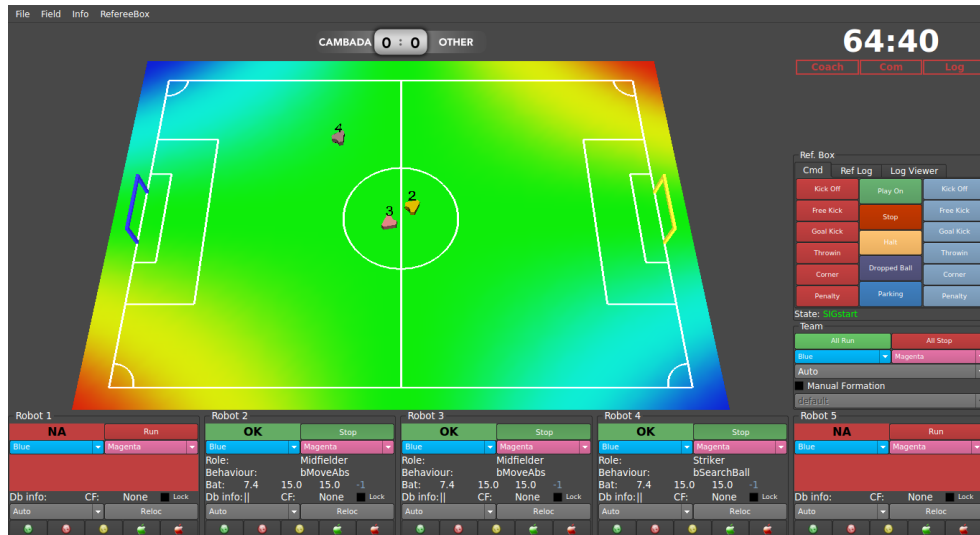 File Field Info RefereeBox
CAMBADA 0 : 0 OTHER
64:40
Coach Com Log
4
2
3
Ref. Box
Cmd Ref Log Log Viewer
Kick Off Play On Kick Off
Free Kick Stop Free Kick
Goal Kick Halt Goal Kick
Throwin Dropped Ball Throwin
Corner Parking Corner
Penalty Penalty
State: SIGstart
Team
All Run All Stop
Blue Magenta
Auto
Manual Formation
default
Robot 1 Robot 2 Robot 3 Robot 4 Robot 5
NA Run OK Stop OK Stop OK Stop NA Run
Blue Magenta Blue Magenta Blue Magenta Blue Magenta Blue Magenta
Role: Midfielder Role: Midfielder Role: Striker
Behaviour: bMoveAbs Behaviour: bMoveAbs Behaviour: bSearchBall
Bat: 7.4 15.0 15.0 -1 Bat: 7.4 15.0 15.0 -1 Bat: 7.4 15.0 15.0 -1
Db info: CF: None Lock Db info:|| CF: None Lock Db info:|| CF: None Lock Db info:|| CF: None Lock Db info: CF: None Lock
Auto Reloc Auto Reloc Auto Reloc Auto Reloc Auto Reloc